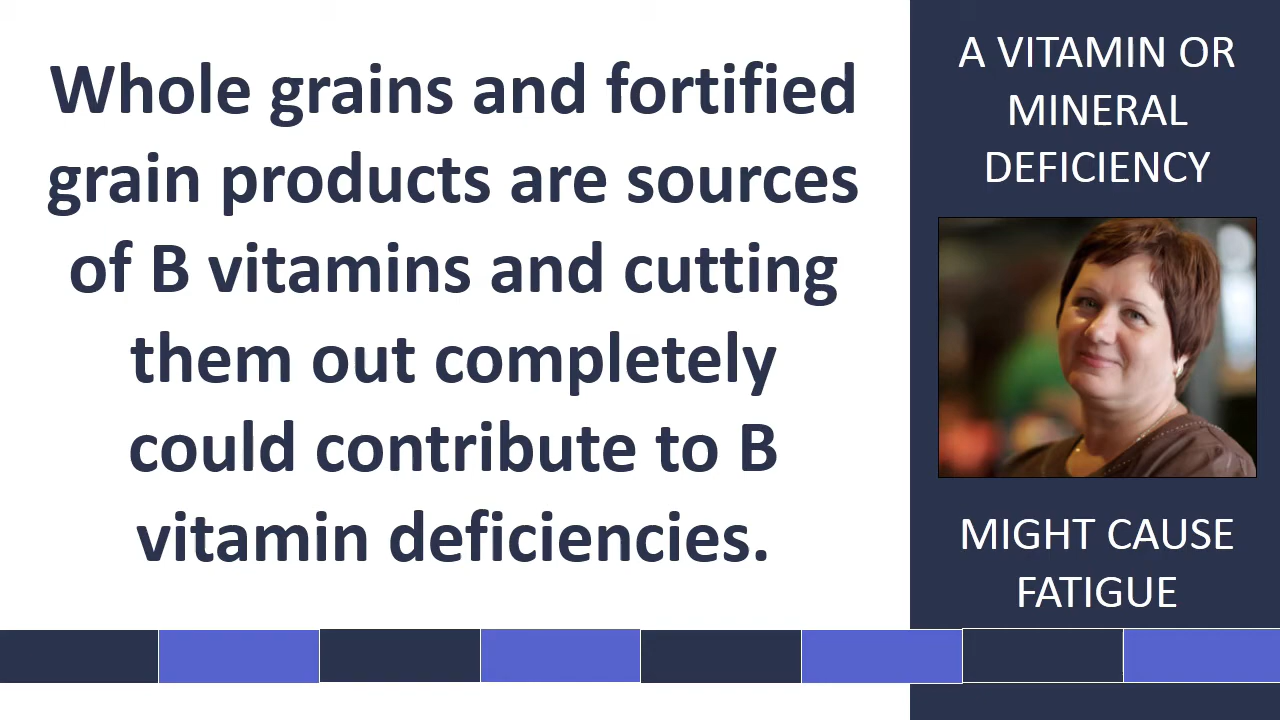 Whole grains and fortified
grain products are sources
of B vitamins and cutting
them out completely
could contribute to B
vitamin deficiencies.
A VITAMIN OR
MINERAL
DEFICIENCY
MIGHT CAUSE
FATIGUE